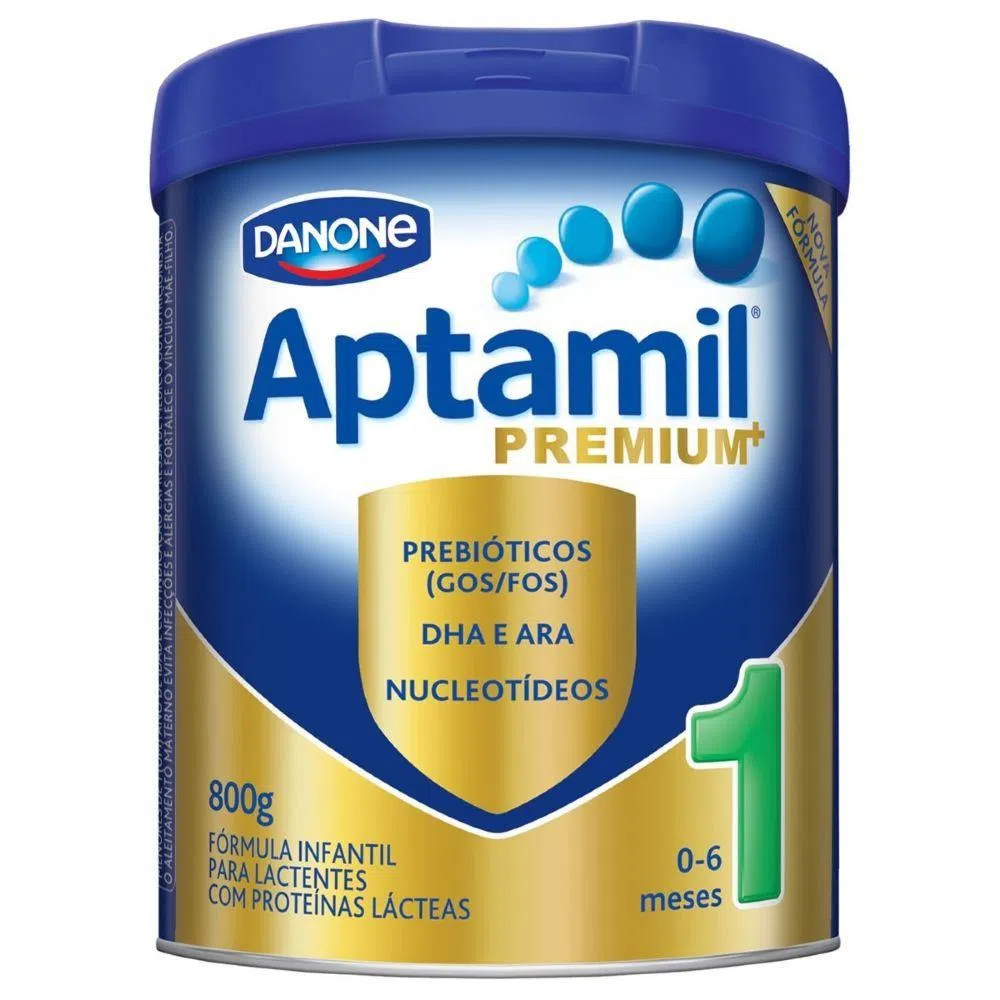 DANONE
Aptamil®
PREMIUM+
NOVA
FÓRMULA
PREBIÓTICOS
(GOS/FOS)
DHA E ARA
NUCLEOTÍDEOS
1
0-6
meses
800g
FÓRMULA INFANTIL
PARA LACTENTES
COM PROTEÍNAS LÁCTEAS
O ALEITAMENTO MATERNO EVITA INFECÇÕES E ALERGIAS E FORTALECE O VÍNCULO MÃE-FILHO.